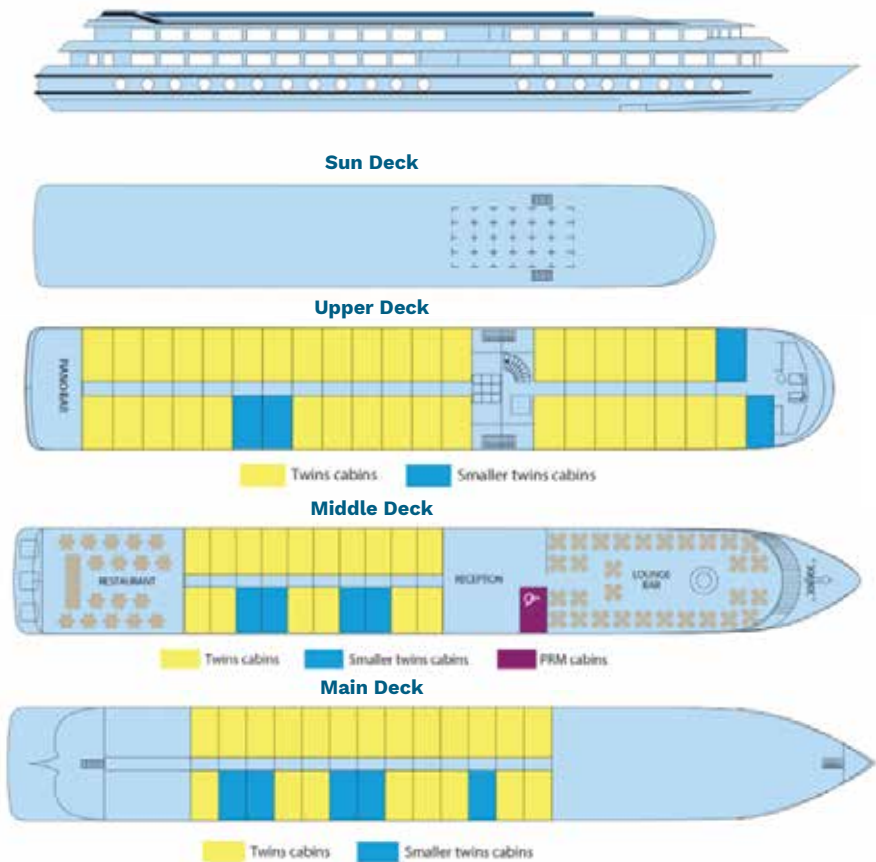 Sun Deck
Upper Deck
PIANO-BAR
Twins cabins
Smaller twins cabins
Middle Deck
RESTAURANT
RECEPTION
LOUNGE
BAR
Twins cabins
Smaller twins cabins
PRM cabins
Main Deck
Twins cabins
Smaller twins cabins